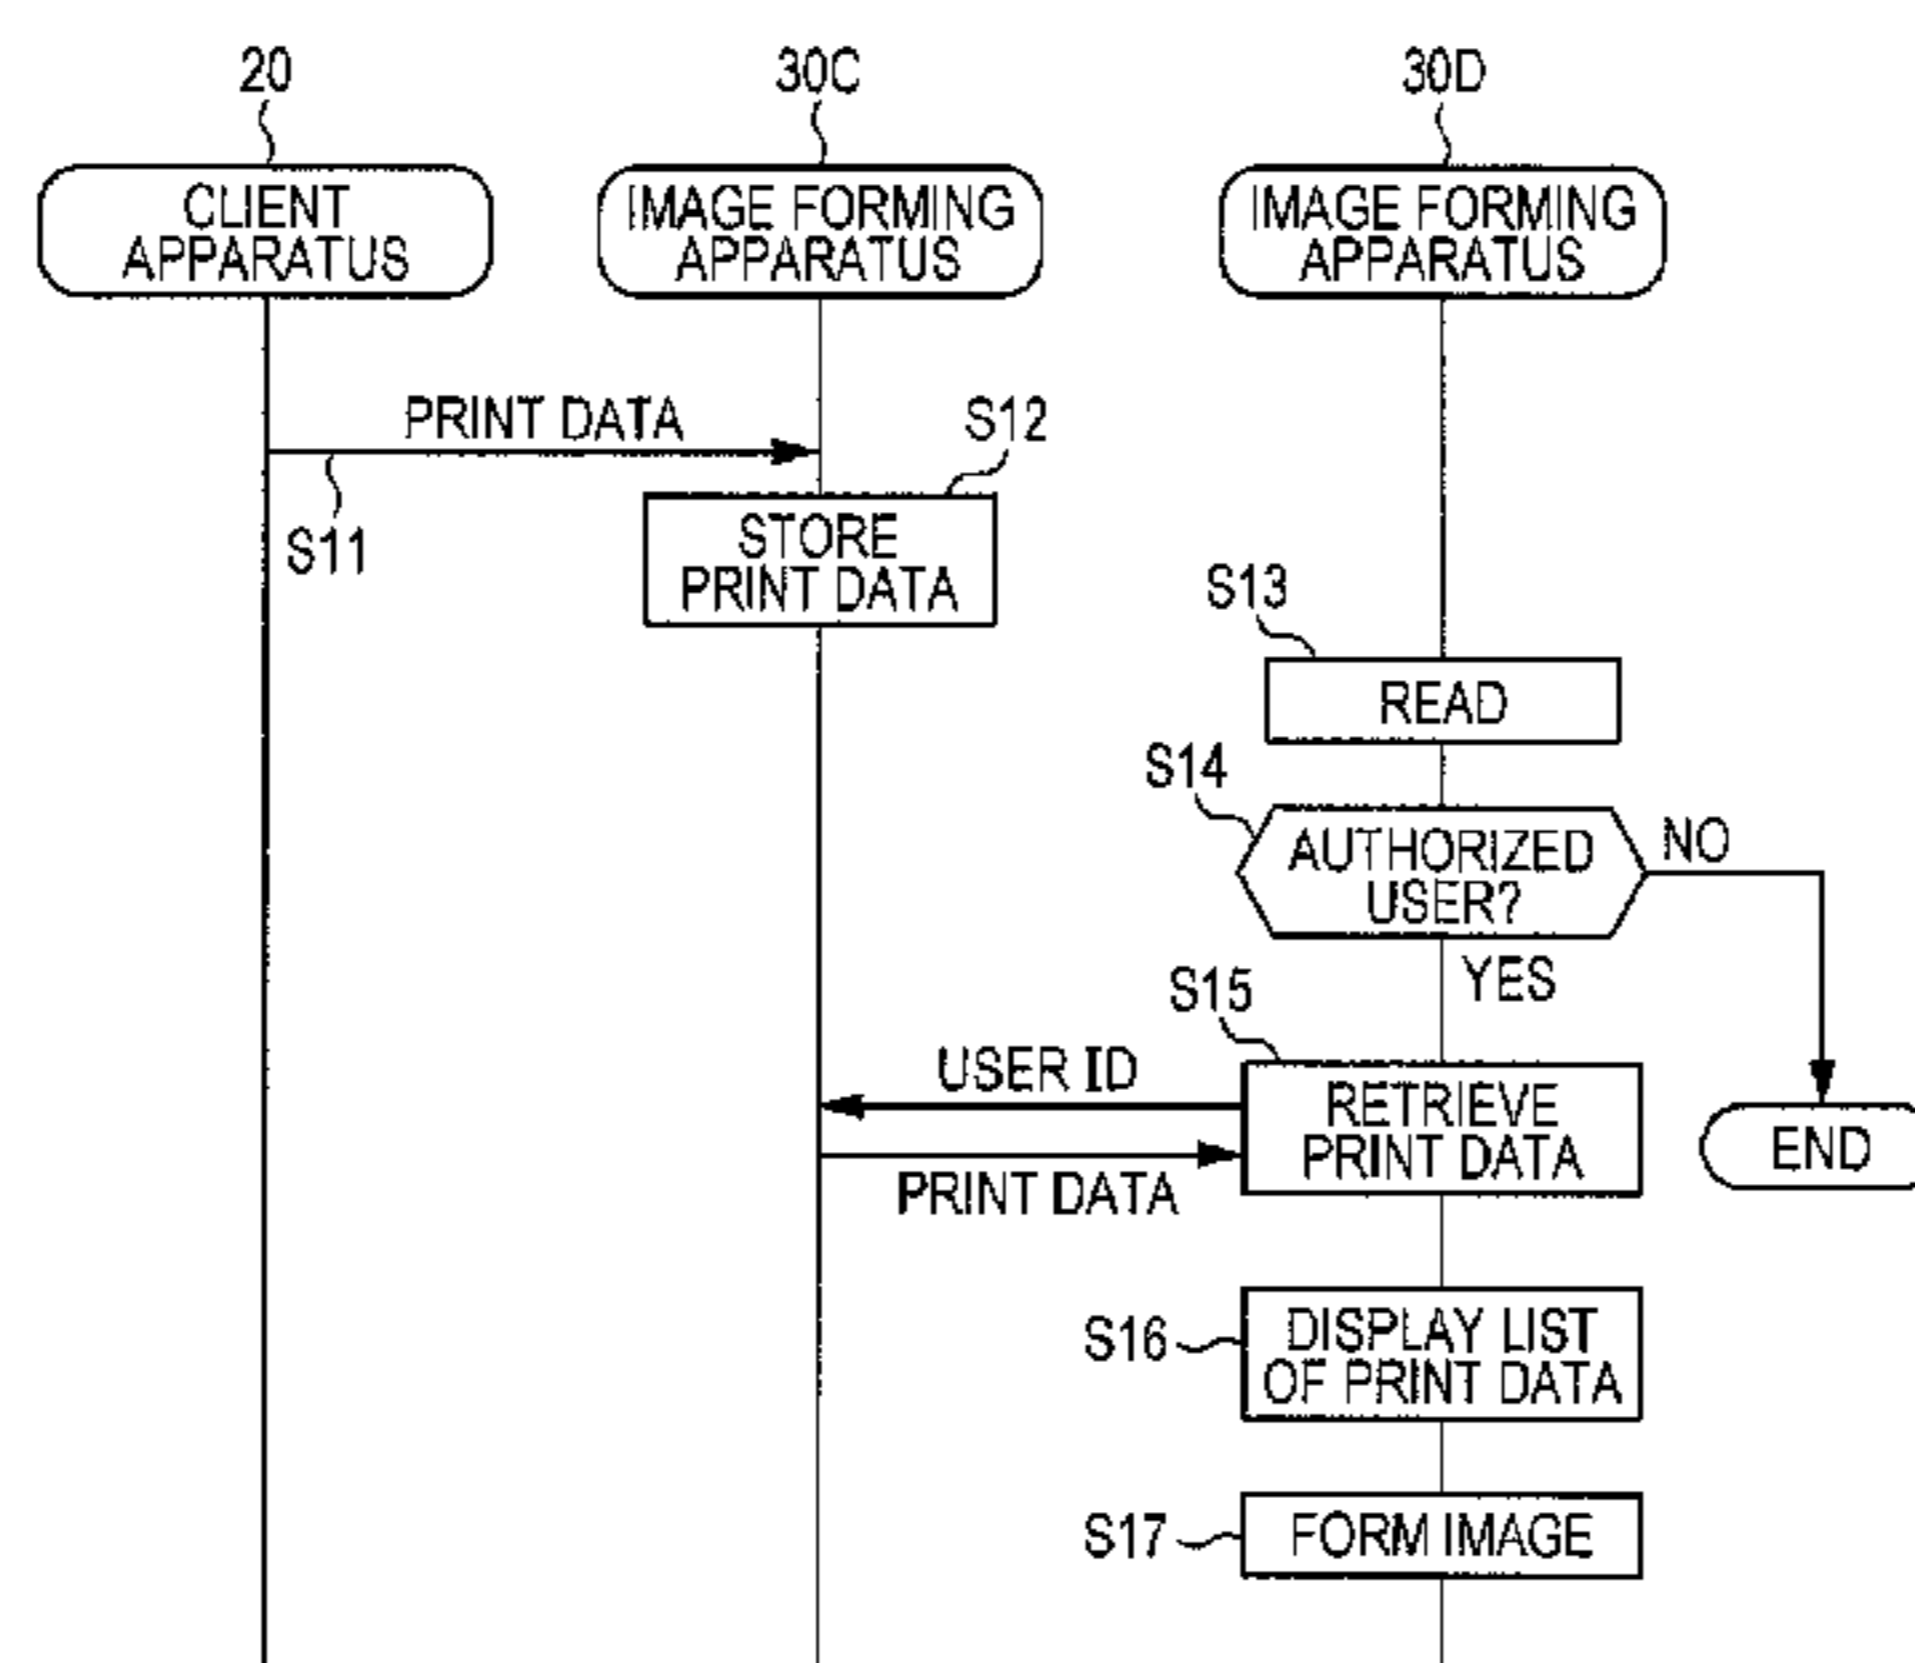 20
30C
30D
CLIENT
APPARATUS
IMAGE FORMING
APPARATUS
IMAGE FORMING
APPARATUS
PRINT DATA
S11
S12
STORE
PRINT DATA
S13
READ
S14
AUTHORIZED
USER?
NO
YES
S15
USER ID
RETRIEVE
PRINT DATA
PRINT DATA
END
S16
DISPLAY LIST
OF PRINT DATA
S17
FORM IMAGE